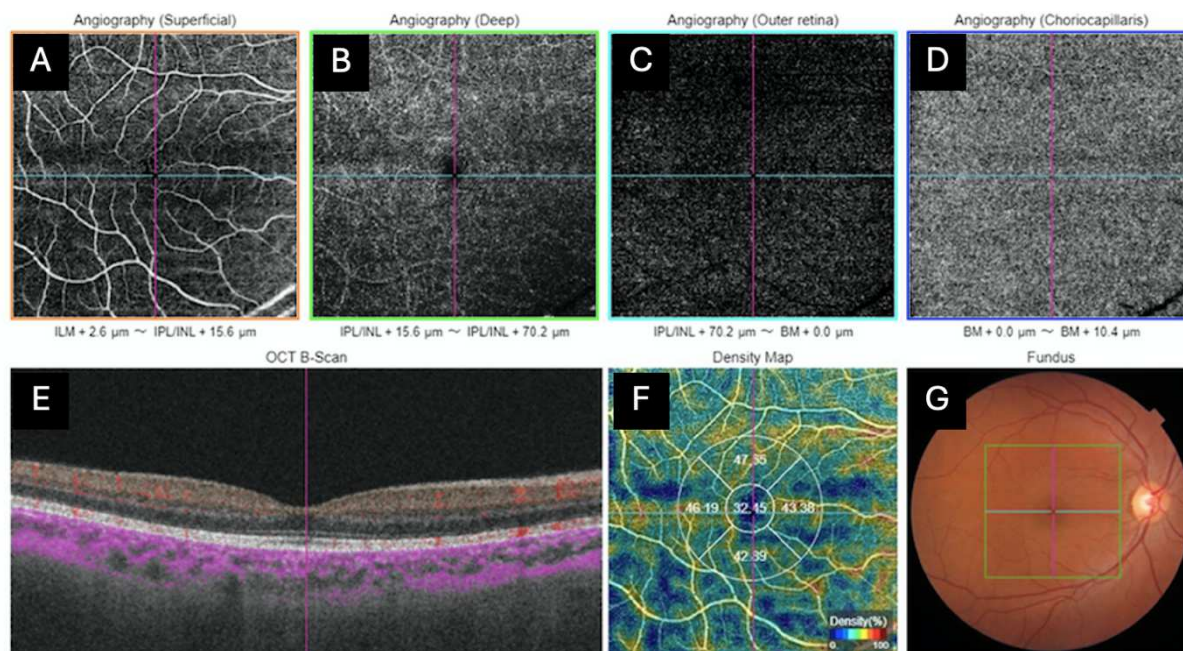 Angiography (Superficial)
Angiography (Deep)
Angiography (Outer retina)
Angiography (Choriocapillaris)
A
B
C
D
ILM + 2.6 μm ～ IPL/INL + 15.6 μm
IPL/INL + 15.6 μm ～ IPL/INL + 70.2 μm
IPL/INL + 70.2 μm ～ BM + 0.0 μm
BM + 0.0 μm ～ BM + 10.4 μm
OCT B-Scan
Density Map
Fundus
E
F
G
47.55
46.19 32.45 43.38
42.89
Density(%)
0 100